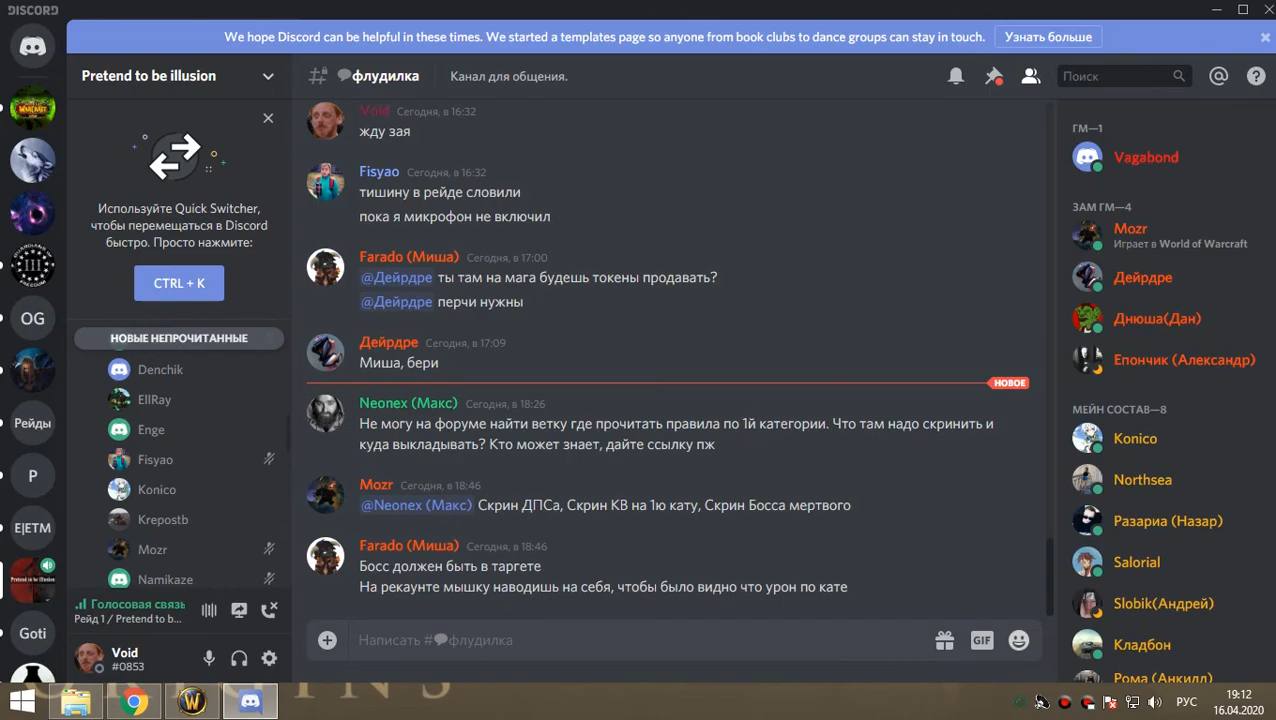 DISCORD
We hope Discord can be helpful in these times. We started a templates page so anyone from book clubs to dance groups can stay in touch.
Узнать больше
Pretend to be illusion
флудилка
Канал для общения.
Поиск
Используйте Quick Switcher,
чтобы перемещаться в Discord
быстро. Просто нажмите:
CTRL + K
НОВЫЕ НЕПРОЧИТАННЫЕ
Denchik
EllRay
Enge
Fisyao
Konico
Krepostb
Mozr
Namikaze
Голосовая связь
Рейд 1 / Pretend to b...
Void
#0853
OG
Рейды
P
E|ETM
Pretend to be illusion
Goti
Void Сегодня, в 16:32
жду зая
Fisyao Сегодня, в 16:32
тишину в рейде словили
пока я микрофон не включил
Farado (Миша) Сегодня, в 17:00
@Дейрдре ты там на мага будешь токены продавать?
@Дейрдре перчи нужны
Дейрдре Сегодня, в 17:09
Миша, бери
НОВОЕ
Neonex (Макс) Сегодня, в 18:26
Не могу на форуме найти ветку где прочитать правила по 1й категории. Что там надо скринить и
куда выкладывать? Кто может знает, дайте ссылку пж
Mozr Сегодня, в 18:46
@Neonex (Макс) Скрин ДПСа, Скрин КВ на 1ю кату, Скрин Босса мертвого
Farado (Миша) Сегодня, в 18:46
Босс должен быть в таргете
На рекаунте мышку наводишь на себя, чтобы было видно что урон по кате
Написать #флудилка
GIF
ГМ—1
Vagabond
ЗАМ ГМ—4
Mozr
Играет в World of Warcraft
Дейрдре
Днюша(Дан)
Епончик (Александр)
МЕЙН СОСТАВ—8
Konico
Northsea
Разариа (Назар)
Salorial
Slobik(Андрей)
Кладбон
Рома (Анкилл)
РУС
19:12
16.04.2020